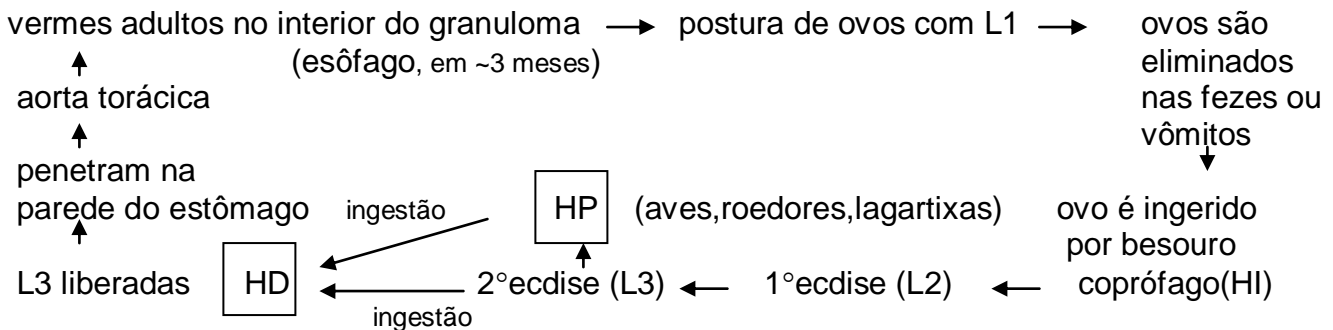 vermes adultos no interior do granuloma postura de ovos com L1 ovos são
(esôfago, em ~3 meses) eliminados
aorta torácica nas fezes ou
vômitos
penetram na
parede do estômago ingestão HP (aves,roedores,lagartixas) ovo é ingerido
por besouro
L3 liberadas HD 2°ecdise (L3) 1°ecdise (L2) coprófago(HI)
ingestão